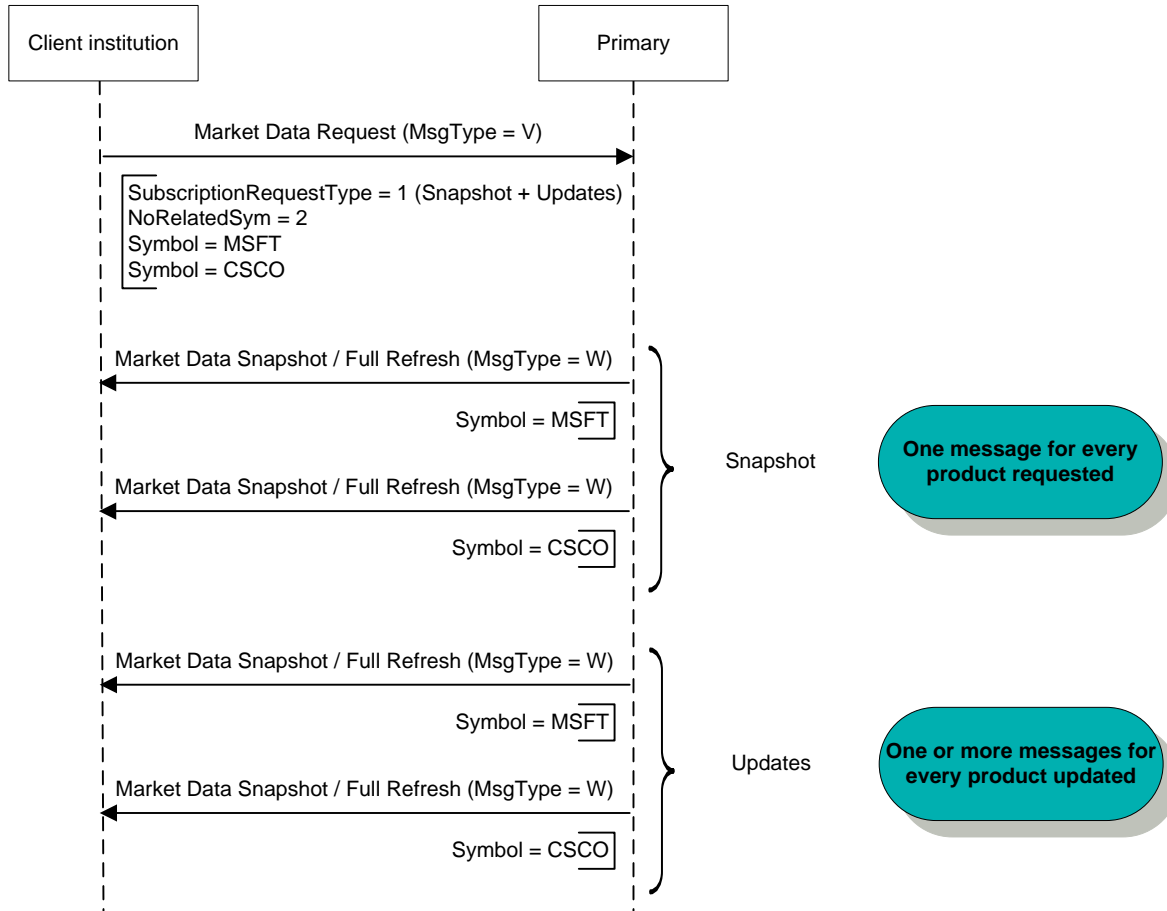 Client institution
Primary
Market Data Request (MsgType = V)
SubscriptionRequestType = 1 (Snapshot + Updates)
NoRelatedSym = 2
Symbol = MSFT
Symbol = CSCO
Market Data Snapshot / Full Refresh (MsgType = W)
Symbol = MSFT
Snapshot
One message for every
product requested
Market Data Snapshot / Full Refresh (MsgType = W)
Symbol = CSCO
Market Data Snapshot / Full Refresh (MsgType = W)
Symbol = MSFT
Updates
One or more messages for
every product updated
Market Data Snapshot / Full Refresh (MsgType = W)
Symbol = CSCO